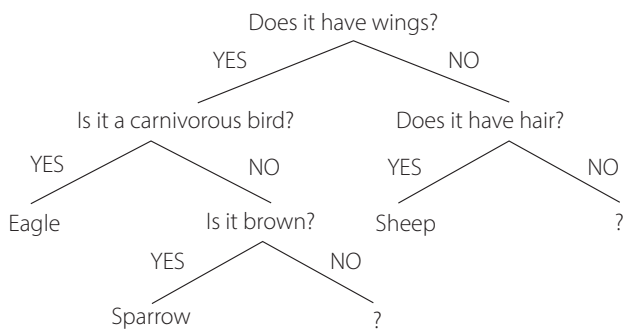 Does it have wings?
YES NO
Is it a carnivorous bird? Does it have hair?
YES NO YES NO
Eagle Is it brown? Sheep ?
YES NO
Sparrow ?